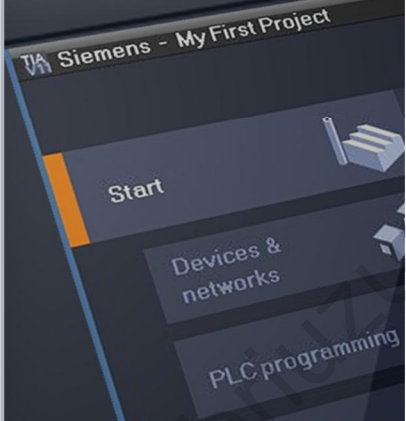 TIA
V11 Siemens - My First Project
Start
Devices &
networks
PLC programming